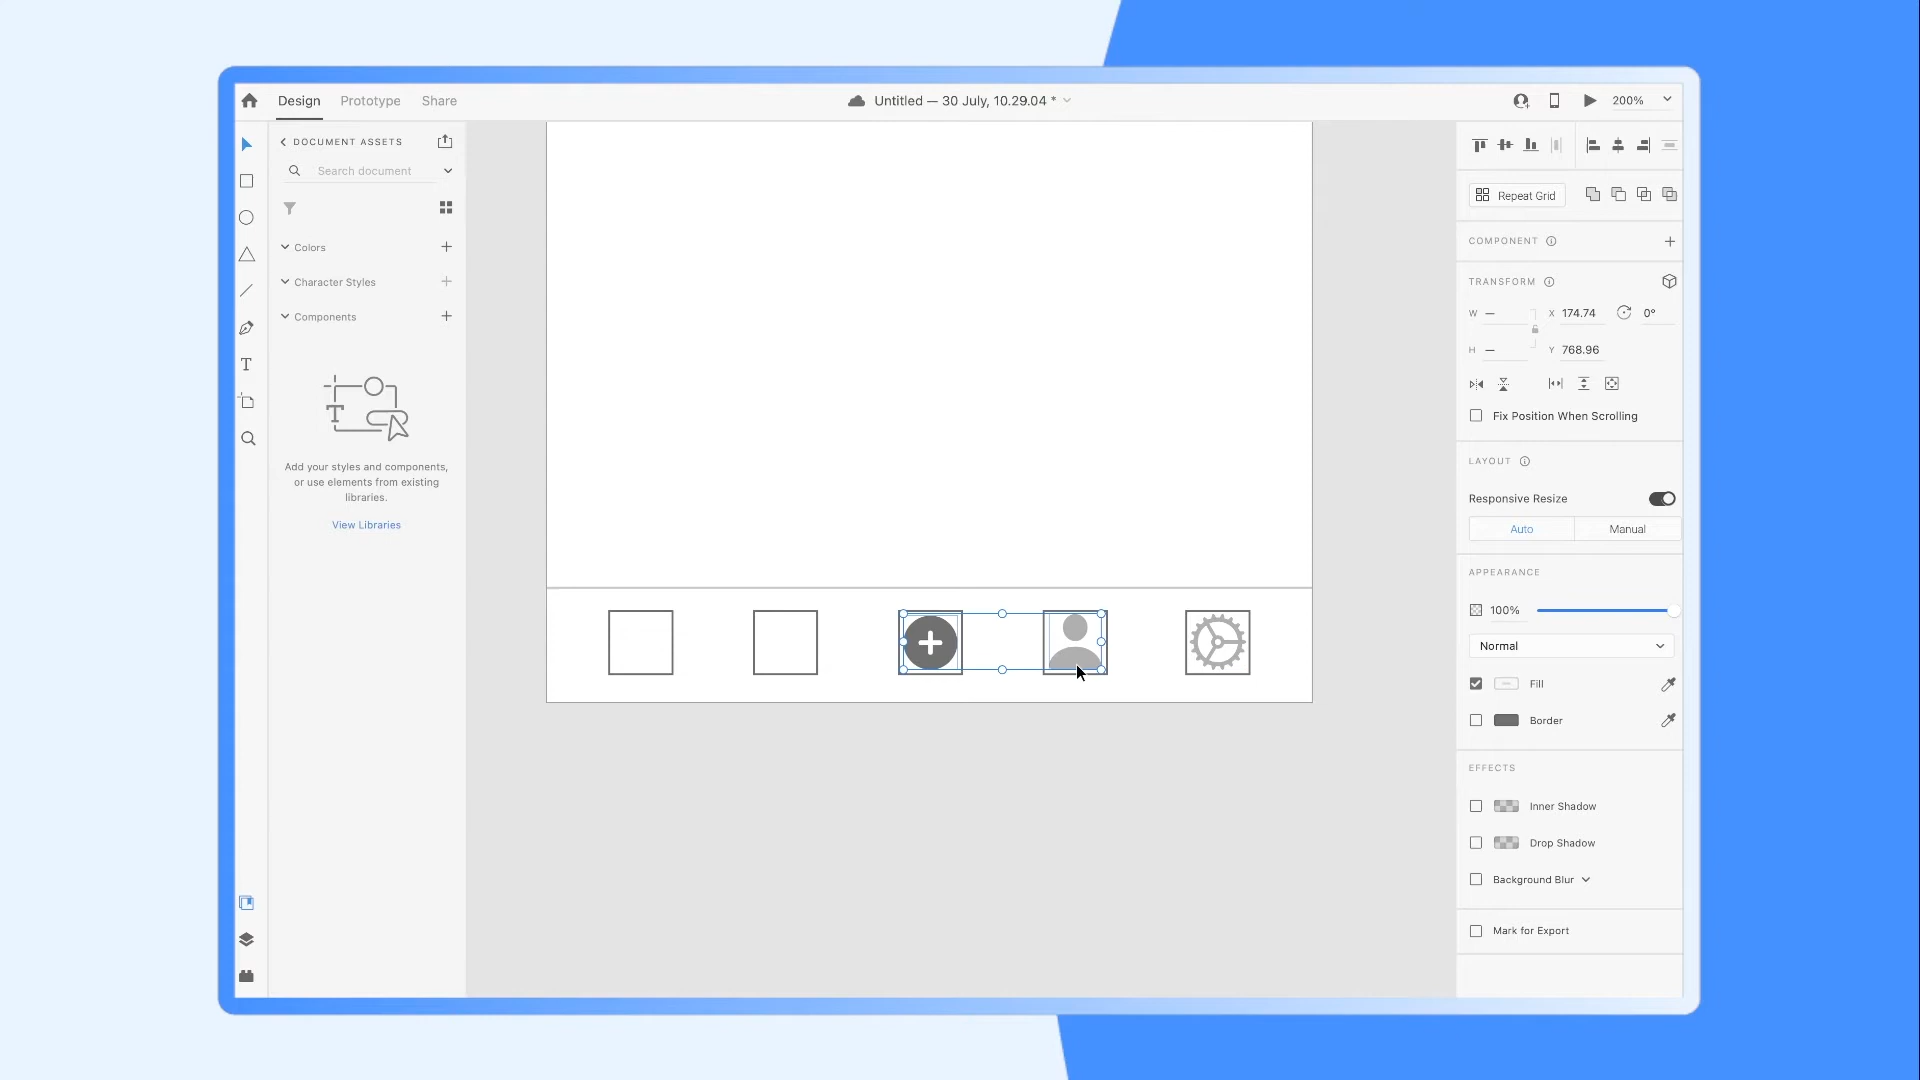 Design Prototype Share Untitled — 30 July, 10.29.04 * 200%
DOCUMENT ASSETS
Search document
Colors
Character Styles
Components
T
Add your styles and components,
or use elements from existing
libraries.
View Libraries
Repeat Grid
COMPONENT
TRANSFORM
W — X 174.74 0°
H — Y 768.96
Fix Position When Scrolling
LAYOUT
Responsive Resize
Auto Manual
APPEARANCE
100%
Normal
Fill
Border
EFFECTS
Inner Shadow
Drop Shadow
Background Blur
Mark for Export